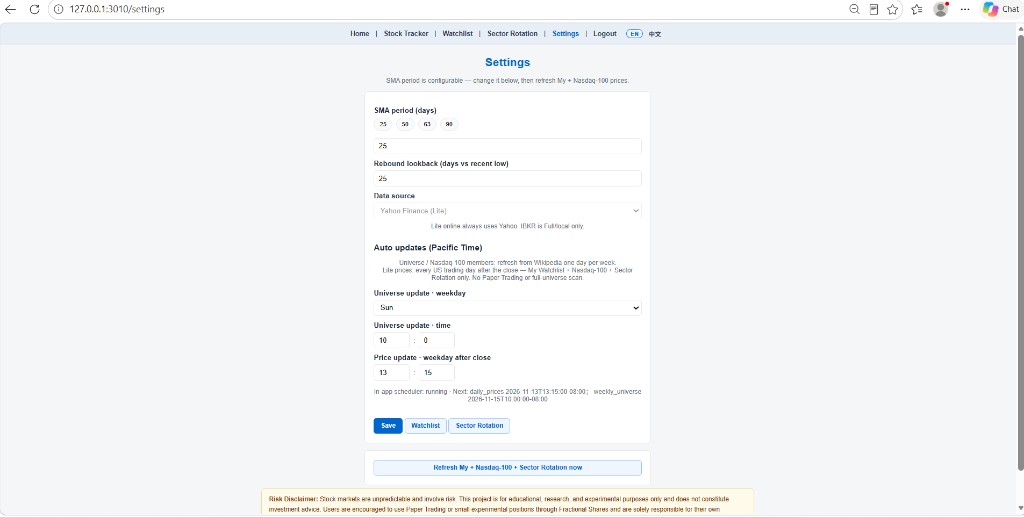 127.0.0.1:3010/settings
Chat
Home | Stock Tracker | Watchlist | Sector Rotation | Settings | Logout EN 中文
Settings
SMA period is configurable — change it below, then refresh My + Nasdaq-100 prices.
SMA period (days)
25 50 63 90
25
Rebound lookback (days vs recent low)
25
Data source
Yahoo Finance (Lite)
Lite online always uses Yahoo. IBKR is Full/local only.
Auto updates (Pacific Time)
Universe / Nasdaq-100 members: refresh from Wikipedia one day per week.
Lite prices: every US trading day after the close — My Watchlist + Nasdaq-100 + Sector
Rotation only. No Paper Trading or full-universe scan.
Universe update · weekday
Sun
Universe update · time
10 : 0
Price update · weekday after close
13 : 15
In-app scheduler: running · Next: daily_prices 2026-11-13T13:15:00-08:00; weekly_universe
2026-11-15T10:00:00-08:00
Save Watchlist Sector Rotation
Refresh My + Nasdaq-100 + Sector Rotation now
Risk Disclaimer: Stock markets are unpredictable and involve risk. This project is for educational, research, and experimental purposes only and does not constitute
investment advice. Users are encouraged to use Paper Trading or small experimental positions through Fractional Shares and are solely responsible for their own